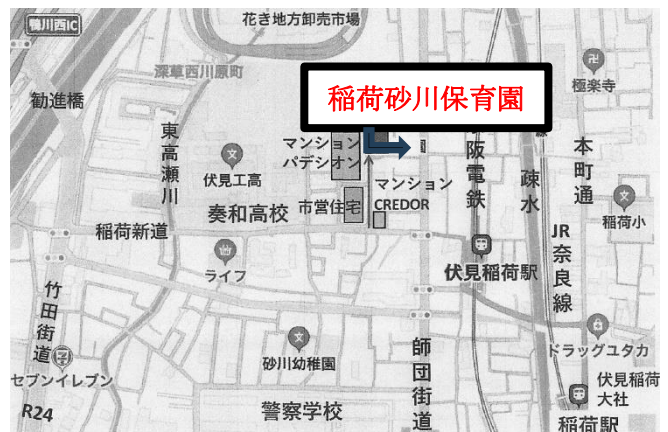 鴨川西IC
花き地方卸売市場
深草西川原町
勧進橋
稲荷砂川保育園
極楽寺
東高瀬川
伏見工高
マンション
パデシオン
マンション
CREDOR
市営住宅
奏和高校
稲荷新道
阪電鉄
疎水
本町通
稲荷小
JR奈良線
ライフ
伏見稲荷駅
竹田街道
セブンイレブン
R24
砂川幼稚園
警察学校
師団街道
ドラッグユタカ
伏見稲荷
大社
稲荷駅